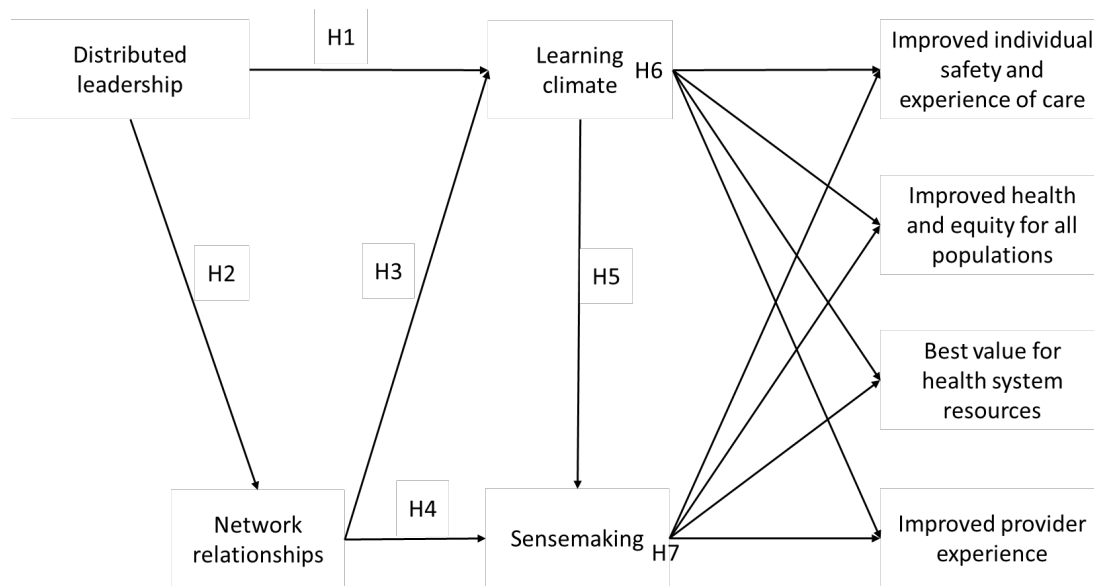 Distributed
leadership
H1
Learning
climate
H6
Improved individual
safety and
experience of care
Improved health
and equity for all
populations
H2
H3
H5
Best value for
health system
resources
Network
relationships
H4
Sensemaking
H7
Improved provider
experience